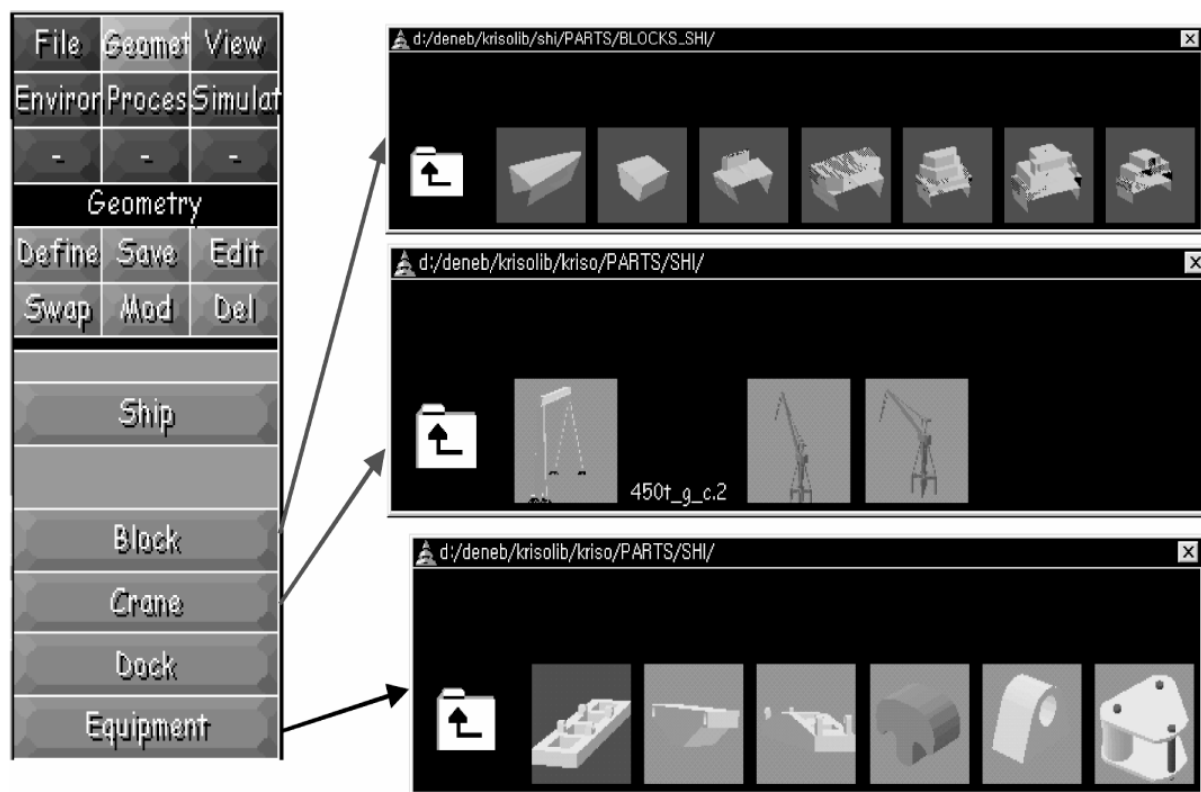 File Geomet View
Environ Proces Simulat
- - -
Geometry
Define Save Edit
Swap Mod Del
Ship
Block
Crane
Dock
Equipment
d:/deneb/krisolib/shi/PARTS/BLOCKS_SHI/
d:/deneb/krisolib/kriso/PARTS/SHI/
450t_g_c.2
d:/deneb/krisolib/kriso/PARTS/SHI/